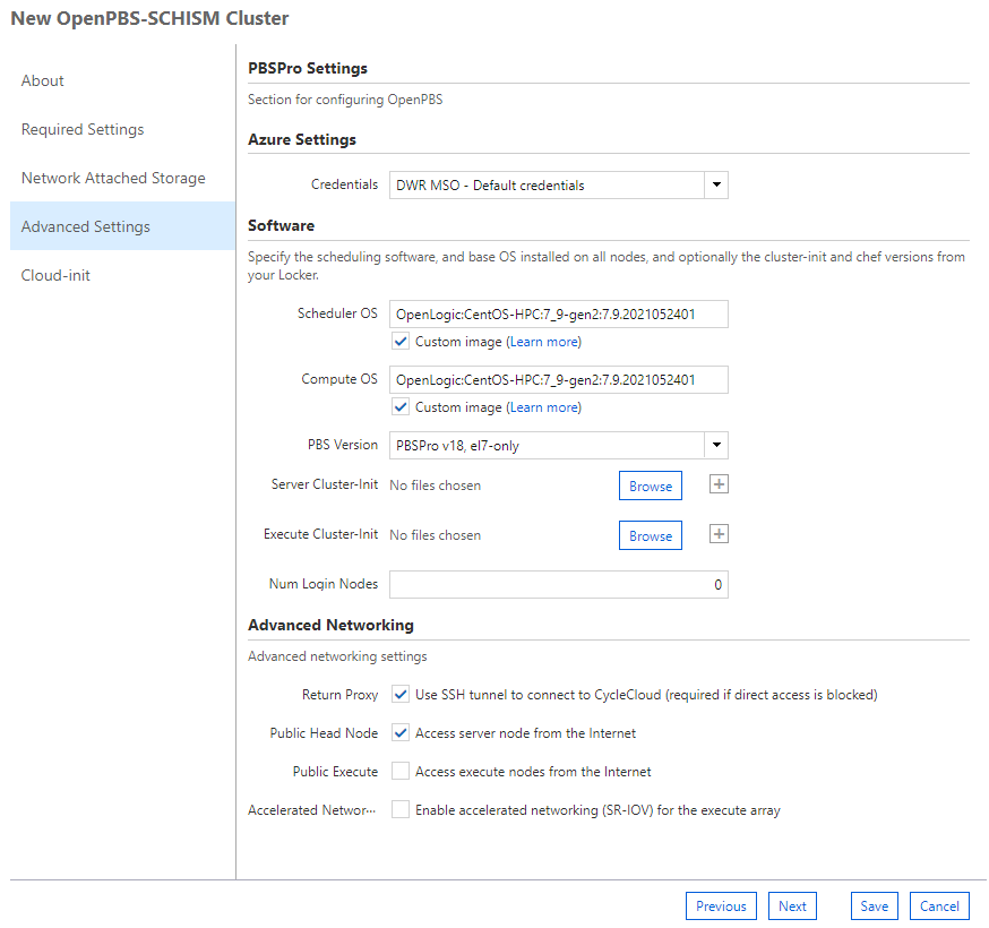 New OpenPBS-SCHISM Cluster
About
Required Settings
Network Attached Storage
Advanced Settings
Cloud-init
PBSPro Settings
Section for configuring OpenPBS
Azure Settings
Credentials DWR MSO - Default credentials
Software
Specify the scheduling software, and base OS installed on all nodes, and optionally the cluster-init and chef versions from
your Locker.
Scheduler OS OpenLogic:CentOS-HPC:7_9-gen2:7.9.2021052401
Custom image (Learn more)
Compute OS OpenLogic:CentOS-HPC:7_9-gen2:7.9.2021052401
Custom image (Learn more)
PBS Version PBSPro v18, el7-only
Server Cluster-Init No files chosen Browse
Execute Cluster-Init No files chosen Browse
Num Login Nodes 0
Advanced Networking
Advanced networking settings
Return Proxy Use SSH tunnel to connect to CycleCloud (required if direct access is blocked)
Public Head Node Access server node from the Internet
Public Execute Access execute nodes from the Internet
Accelerated Networ··· Enable accelerated networking (SR-IOV) for the execute array
Previous Next Save Cancel